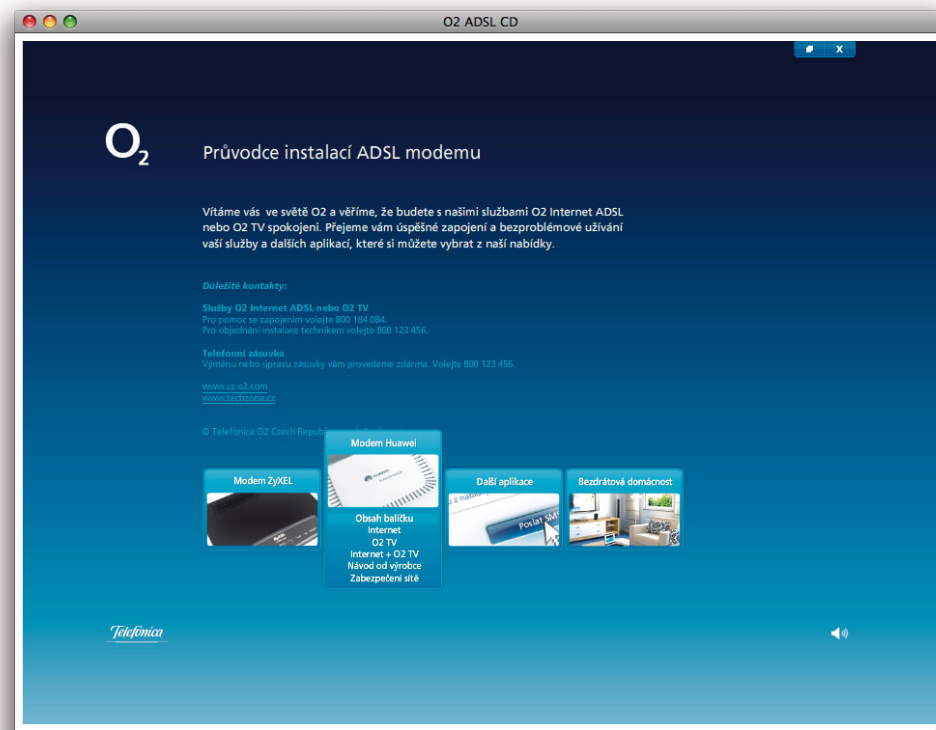 O2 ADSL CD
X
O2
Průvodce instalací ADSL modemu
Vítáme vás ve světě O2 a věříme, že budete s našimi službami O2 Internet ADSL
nebo O2 TV spokojeni. Přejeme vám úspěšné zapojení a bezproblémové užívání
vaší služby a dalších aplikací, které si můžete vybrat z naší nabídky.
Důležité kontakty:
Služby O2 Internet ADSL nebo O2 TV
Pro pomoc se zapojením volejte 800 184 084.
Pro objednání instalace technikem volejte 800 123 456.
Telefonní zásuvka
Výměnu nebo úpravu zásuvky vám provedeme zdarma. Volejte 800 123 456.
www.cz.o2.com
www.techzona.cz
© Telefónica O2 Czech
Modem ZyXEL
ZyXEL
Modem Huawei
HUAWEI
Obsah balíčku
Internet
O2 TV
Internet + O2 TV
Návod od výrobce
Zabezpečení sítě
Další aplikace
Poslat SMS
Bezdrátová domácnost
Telefónica